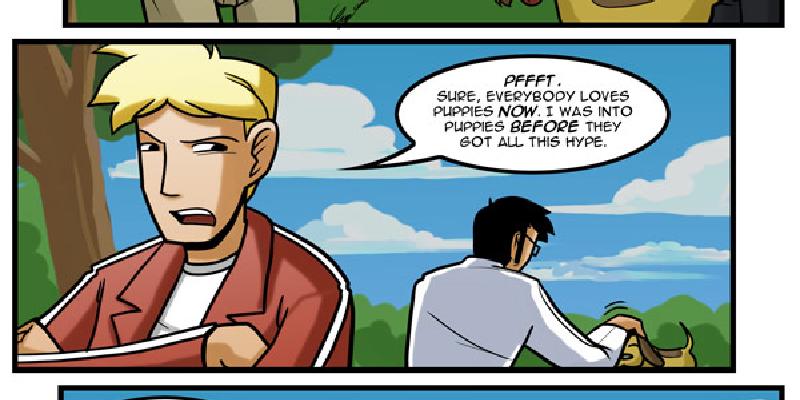 PFFFT.
SURE, EVERYBODY LOVES
PUPPIES NOW. I WAS INTO
PUPPIES BEFORE THEY
GOT ALL THIS HYPE.